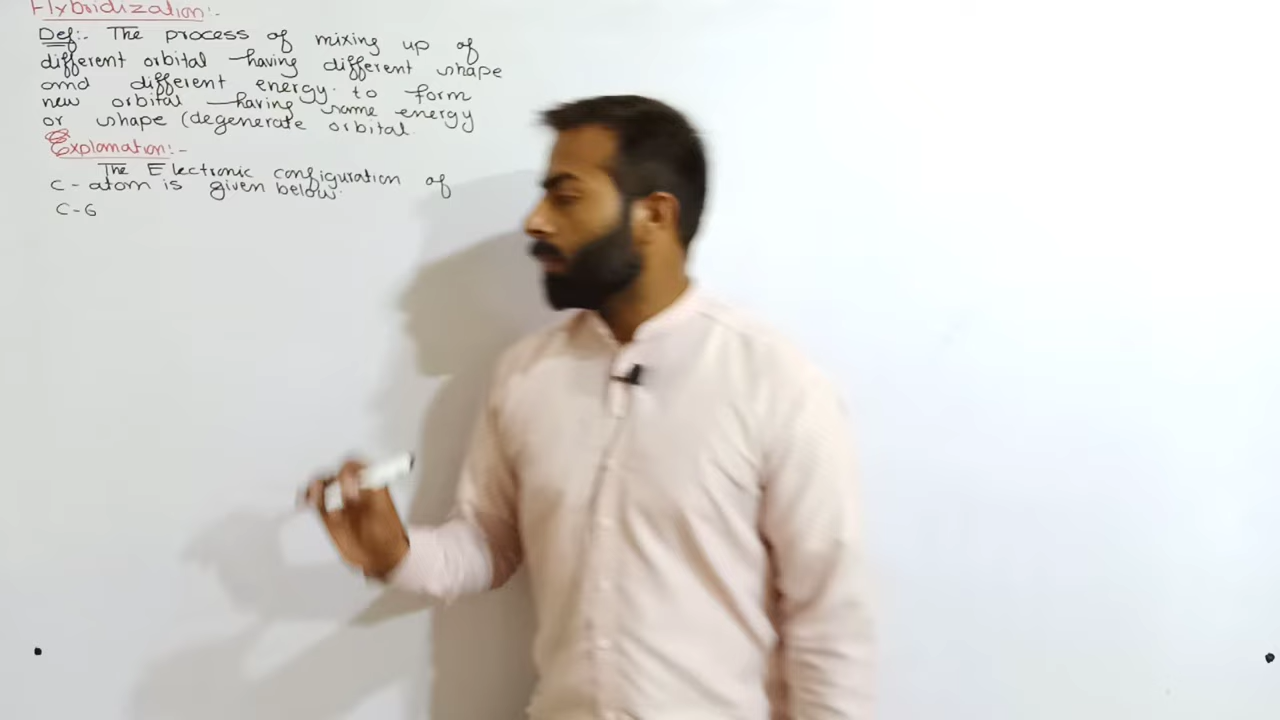 Hybridization:-
Def:- The process of mixing up of
different orbital having different shape
and different energy. to form
new orbital having same energy
or shape (degenerate orbital.
Explanation:-
The Electronic configuration of
C-atom is given below.
C-6